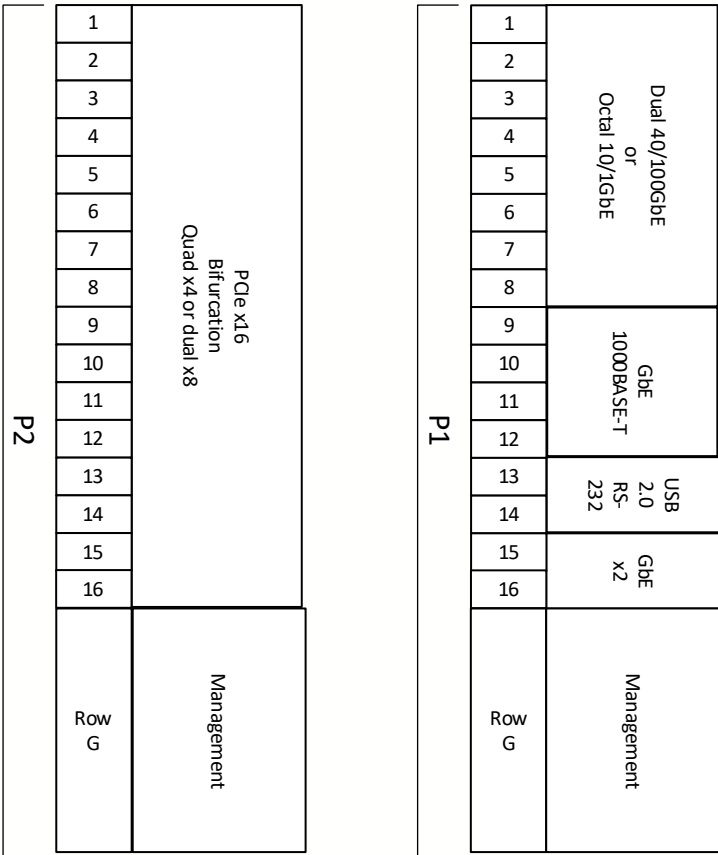 1
2
3
4
5
6
7
8
9
10
11
12
13
14
15
16
Row
G
PCIe x16
Bifurcation
Quad x4 or dual x8
Management
P2
1
2
3
4
5
6
7
8
9
10
11
12
13
14
15
16
Row
G
Dual 40/100GbE
or
Octal 10/1GbE
GbE
1000BASE-T
USB
2.0
RS-
232
GbE
x2
Management
P1